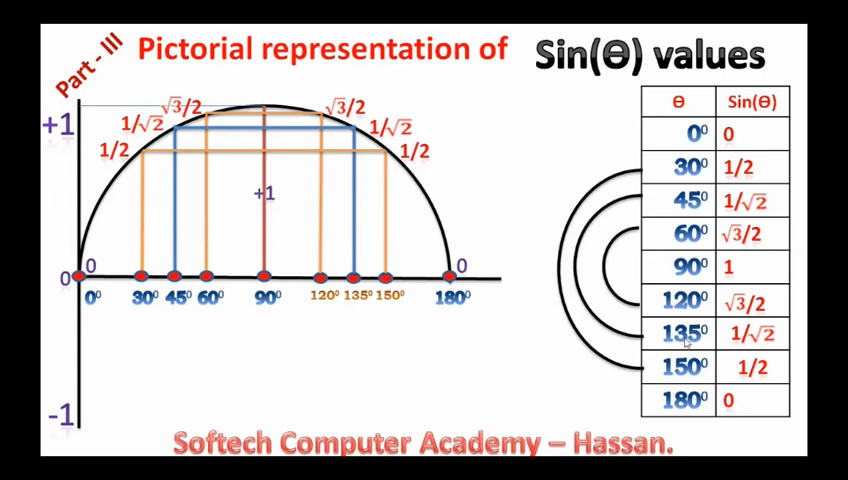 Part - III
Pictorial representation of Sin(Ɵ) values
+1
√3/2 √3/2
1/√2 1/√2
1/2 1/2
+1
0 0 0
0⁰ 30⁰ 45⁰ 60⁰ 90⁰ 120⁰ 135⁰ 150⁰ 180⁰
-1
Ɵ Sin(Ɵ)
0⁰ 0
30⁰ 1/2
45⁰ 1/√2
60⁰ √3/2
90⁰ 1
120⁰ √3/2
135⁰ 1/√2
150⁰ 1/2
180⁰ 0
Softech Computer Academy – Hassan.